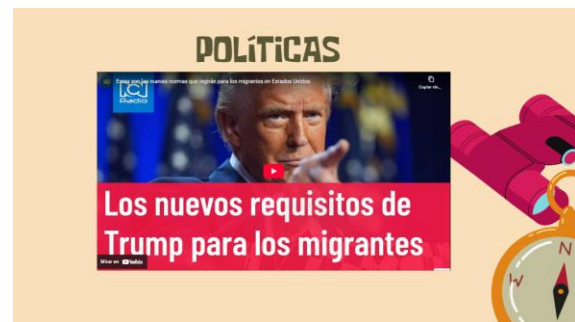 POLÍTICAS
Estas son las nuevas normas que regirán para los migrantes en Estados Unidos
RCN
Radio
Copiar vín...
Los nuevos requisitos de
Trump para los migrantes
Mirar en YouTube
N
W